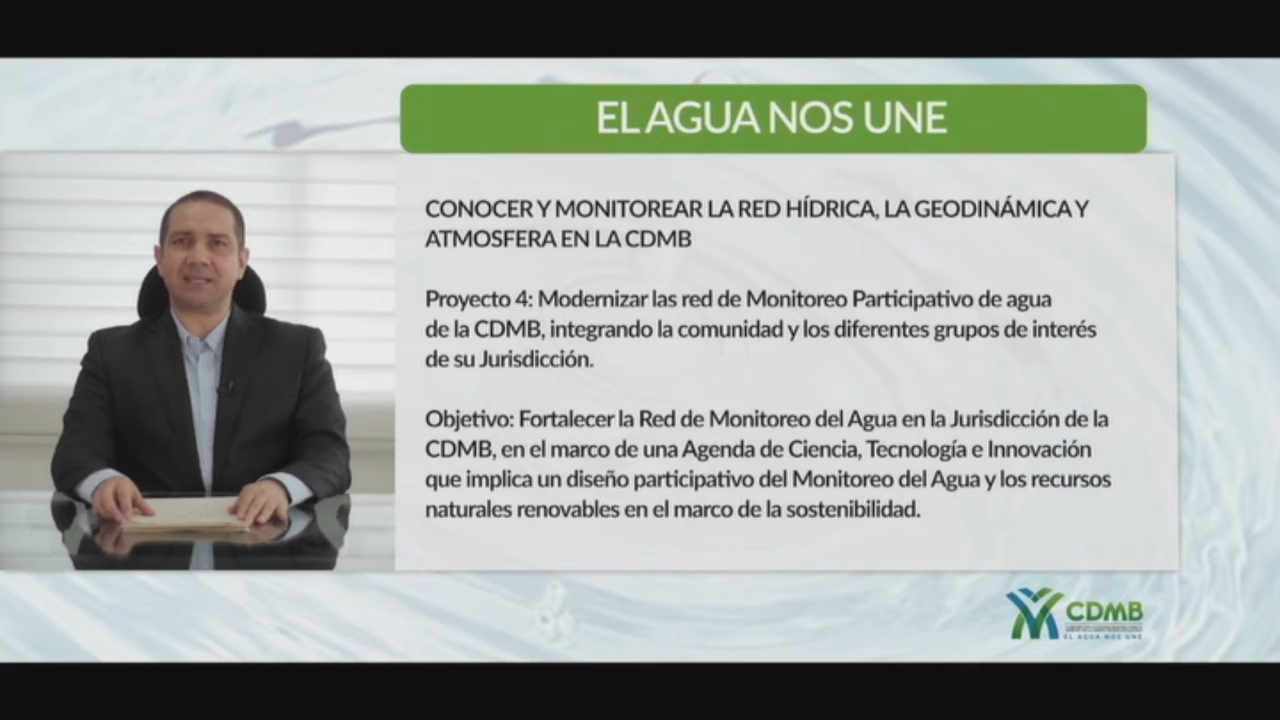 EL AGUA NOS UNE
CONOCER Y MONITOREAR LA RED HÍDRICA, LA GEODINÁMICA Y
ATMOSFERA EN LA CDMB
Proyecto 4: Modernizar las red de Monitoreo Participativo de agua
de la CDMB, integrando la comunidad y los diferentes grupos de interés
de su Jurisdicción.
Objetivo: Fortalecer la Red de Monitoreo del Agua en la Jurisdicción de la
CDMB, en el marco de una Agenda de Ciencia, Tecnología e Innovación
que implica un diseño participativo del Monitoreo del Agua y los recursos
naturales renovables en el marco de la sostenibilidad.
CDMB
EL AGUA NOS UNE